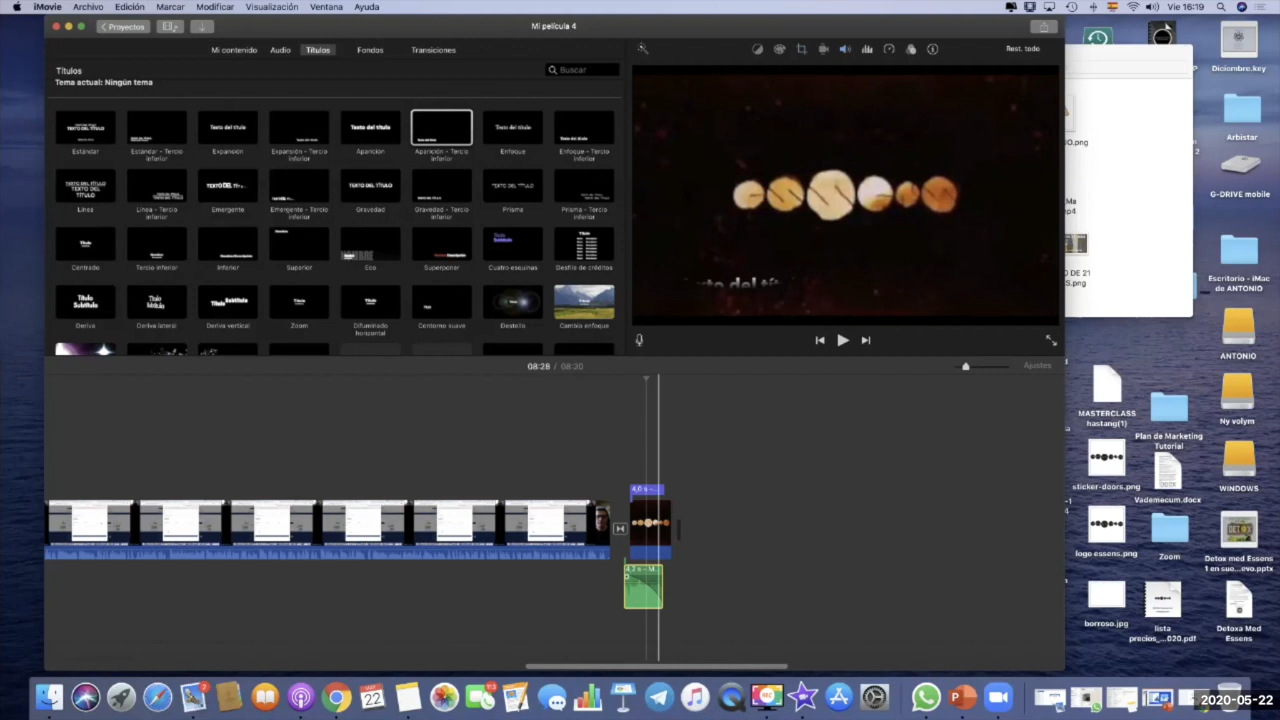 iMovie Archivo Edición Marcar Modificar Visualización Ventana Ayuda
Vie 16:19
Proyectos
Mi película 4
Mi contenido Audio Títulos Fondos Transiciones
Rest. todo
Títulos
Tema actual: Ningún tema
Buscar
Estándar
Estándar - Tercio inferior
Expansión
Expansión - Tercio inferior
Aparición
Aparición - Tercio inferior
Enfoque
Enfoque - Tercio inferior
Línea
Línea - Tercio inferior
Emergente
Emergente - Tercio inferior
Gravedad
Gravedad - Tercio inferior
Prisma
Prisma - Tercio inferior
Centrado
Tercio inferior
Inferior
Superior
Eco
Superponer
Cuatro esquinas
Desfile de créditos
Deriva
Deriva lateral
Deriva vertical
Zoom
Difuminado horizontal
Contorno suave
Destello
Cambio enfoque
08:28 / 08:30
Ajustes
4,0 s -...
4,2 s - M...
Diciembre.key
Arbistar
G-DRIVE mobile
Escritorio - iMac
de ANTONIO
ANTONIO
MASTERCLASS
hastang(1)
Plan de Marketing
Tutorial
Ny volym
sticker-doors.png
Vademecum.docx
WINDOWS
logo essens.png
Zoom
Detox med Essens
1 en sue...evo.pptx
borroso.jpg
lista
precios_...020.pdf
Detoxa Med
Essens
MAY
22
2020-05-22